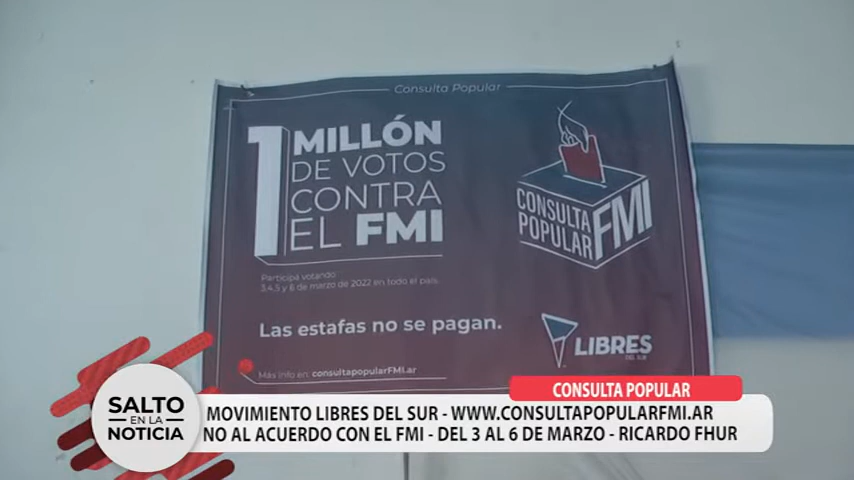 Consulta Popular
1 MILLÓN
DE VOTOS
CONTRA
EL FMI
Participá votando
3,4,5 y 6 de marzo de 2022 en todo el país.
Las estafas no se pagan.
Más info en: consultapopularFMI.ar
CONSULTA
POPULAR
FMI
LIBRES
DEL SUR
CONSULTA POPULAR
SALTO
EN LA
NOTICIA
MOVIMIENTO LIBRES DEL SUR - WWW.CONSULTAPOPULARFMI.AR
NO AL ACUERDO CON EL FMI - DEL 3 AL 6 DE MARZO - RICARDO FHUR